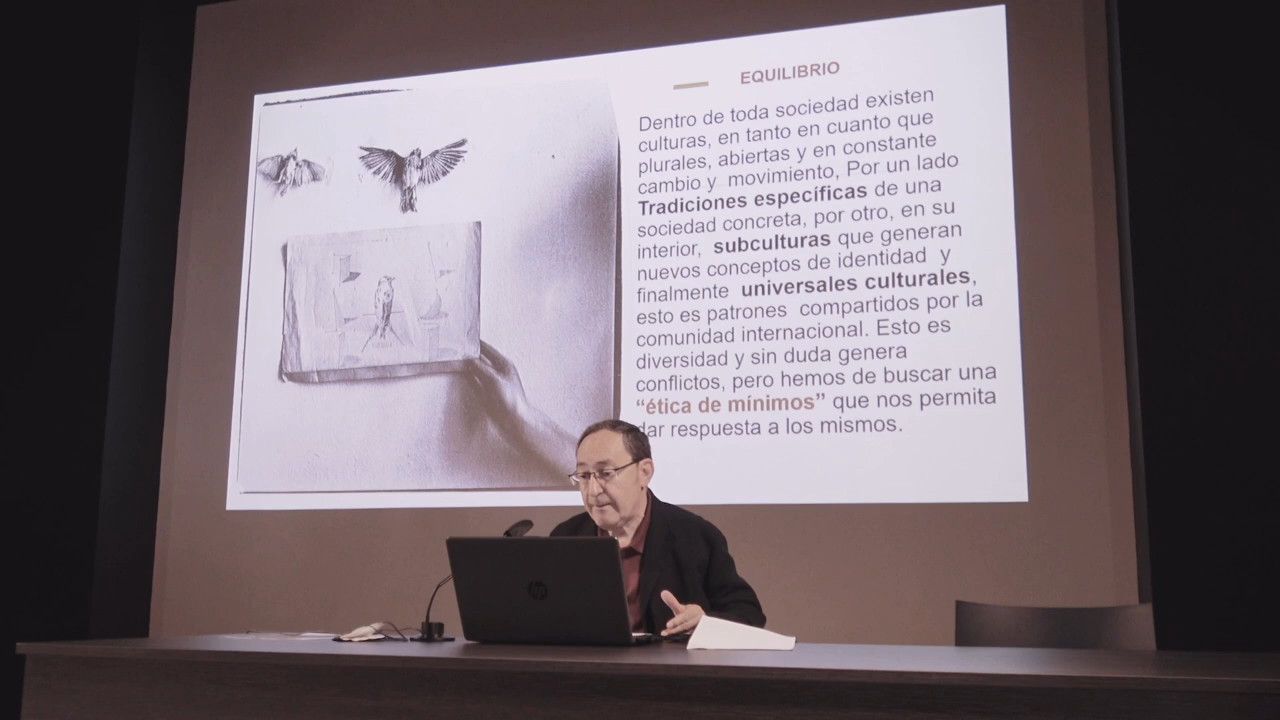 EQUILIBRIO
Dentro de toda sociedad existen
culturas, en tanto en cuanto que
plurales, abiertas y en constante
cambio y movimiento, Por un lado
Tradiciones específicas de una
sociedad concreta, por otro, en su
interior, subculturas que generan
nuevos conceptos de identidad y
finalmente universales culturales,
esto es patrones compartidos por la
comunidad internacional. Esto es
diversidad y sin duda genera
conflictos, pero hemos de buscar una
“ética de mínimos” que nos permita
dar respuesta a los mismos.
hp